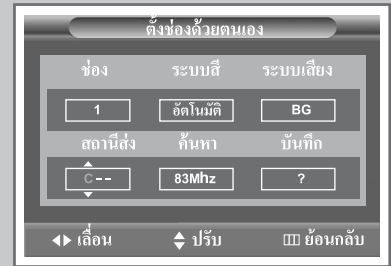 ตั้งช่องด้วยตนเอง
ช่อง ระบบสี ระบบเสียง
1 อัตโนมัติ BG
สถานีส่ง ค้นหา บันทึก
C-- 83Mhz ?
เลื่อน ปรับ ย้อนกลับ